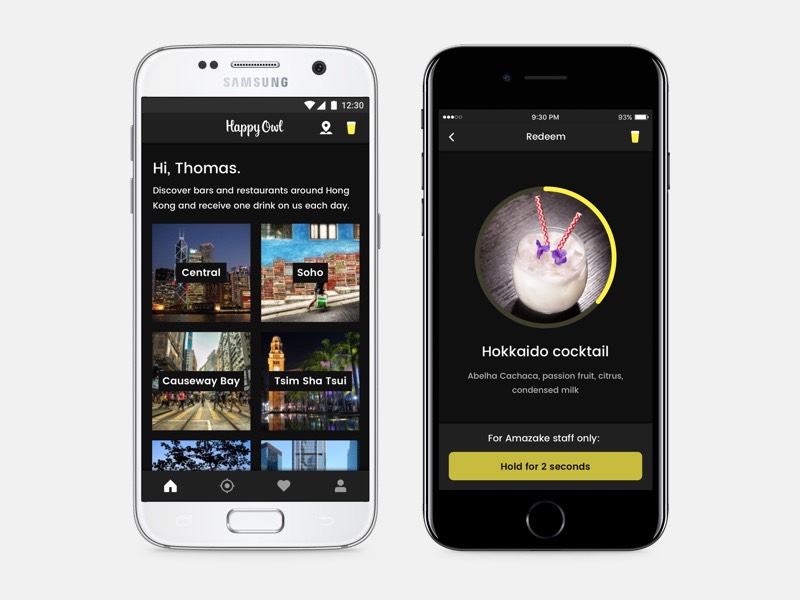 SAMSUNG
12:30
Happy Owl
Hi, Thomas.
Discover bars and restaurants around Hong
Kong and receive one drink on us each day.
Central
Soho
Causeway Bay
Tsim Sha Tsui
9:30 PM
93%
Redeem
Hokkaido cocktail
Abelha Cachaca, passion fruit, citrus,
condensed milk
For Amazake staff only:
Hold for 2 seconds